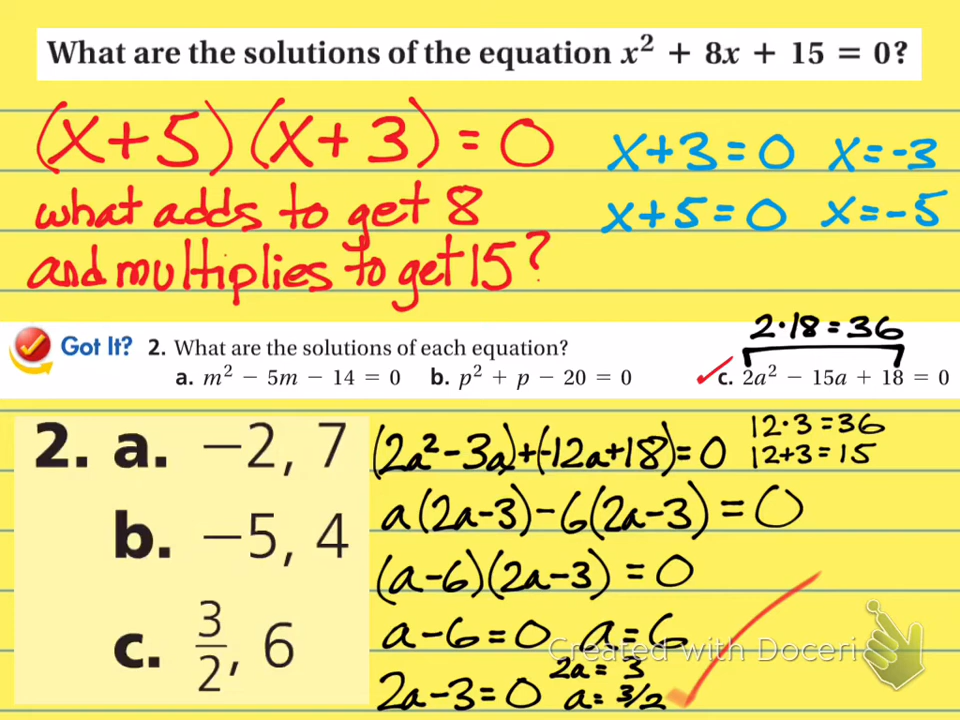 What are the solutions of the equation x² + 8x + 15 = 0?
(x+5)(x+3)=0
x+3=0 x=-3
what adds to get 8
x+5=0 x=-5
and multiplies to get 15?
2·18=36
Got It? 2. What are the solutions of each equation?
a. m² − 5m − 14 = 0 b. p² + p − 20 = 0 c. 2a² − 15a + 18 = 0
2. a. −2, 7
b. −5, 4
c. 3/2, 6
12·3=36
12+3=15
(2a²-3a)+(-12a+18)=0
a(2a-3)-6(2a-3)=0
(a-6)(2a-3)=0
a-6=0 a=6
2a-3=0 2a=3
a=3/2
Created with Doceri